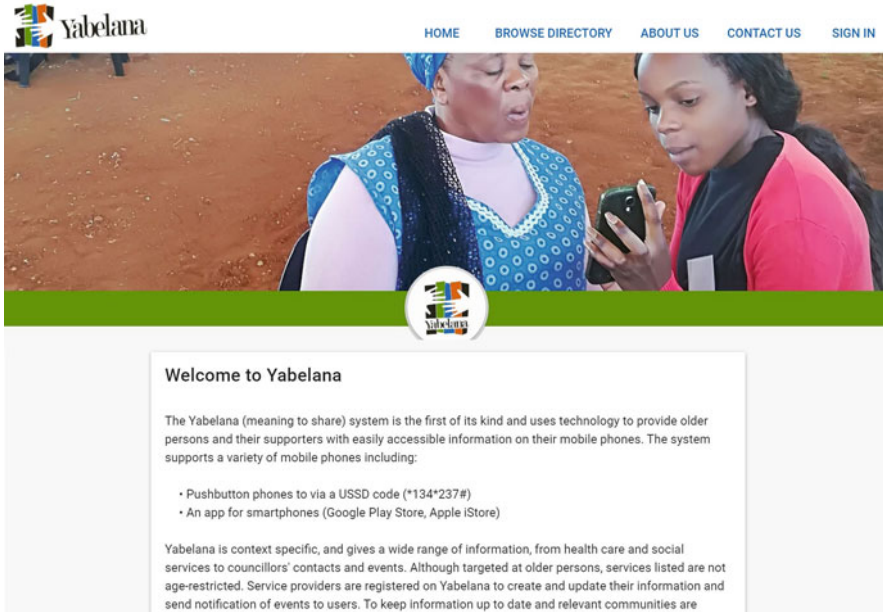 Yabelana
HOME BROWSE DIRECTORY ABOUT US CONTACT US SIGN IN
Yabelana
Welcome to Yabelana
The Yabelana (meaning to share) system is the first of its kind and uses technology to provide older
persons and their supporters with easily accessible information on their mobile phones. The system
supports a variety of mobile phones including:
• Pushbutton phones to via a USSD code (*134*237#)
• An app for smartphones (Google Play Store, Apple iStore)
Yabelana is context specific, and gives a wide range of information, from health care and social
services to councillors' contacts and events. Although targeted at older persons, services listed are not
age-restricted. Service providers are registered on Yabelana to create and update their information and
send notification of events to users. To keep information up to date and relevant communities are